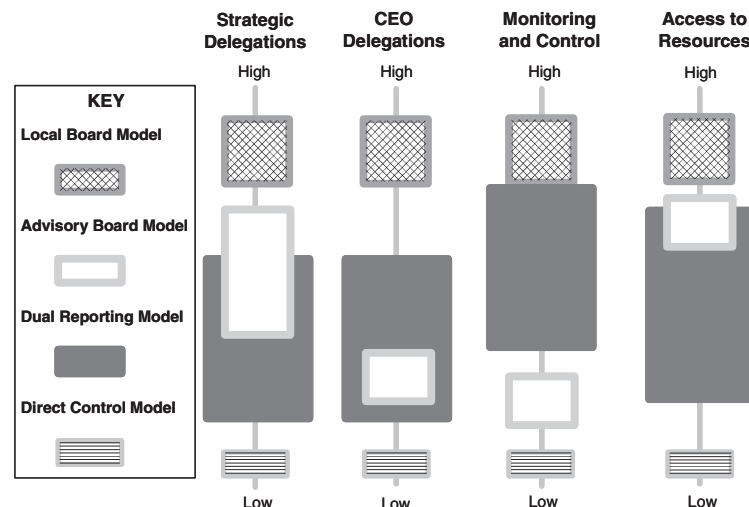 Strategic
Delegations
CEO
Delegations
Monitoring
and Control
Access to
Resources
High
High
High
High
KEY
Local Board Model
Advisory Board Model
Dual Reporting Model
Direct Control Model
Low
Low
Low
Low